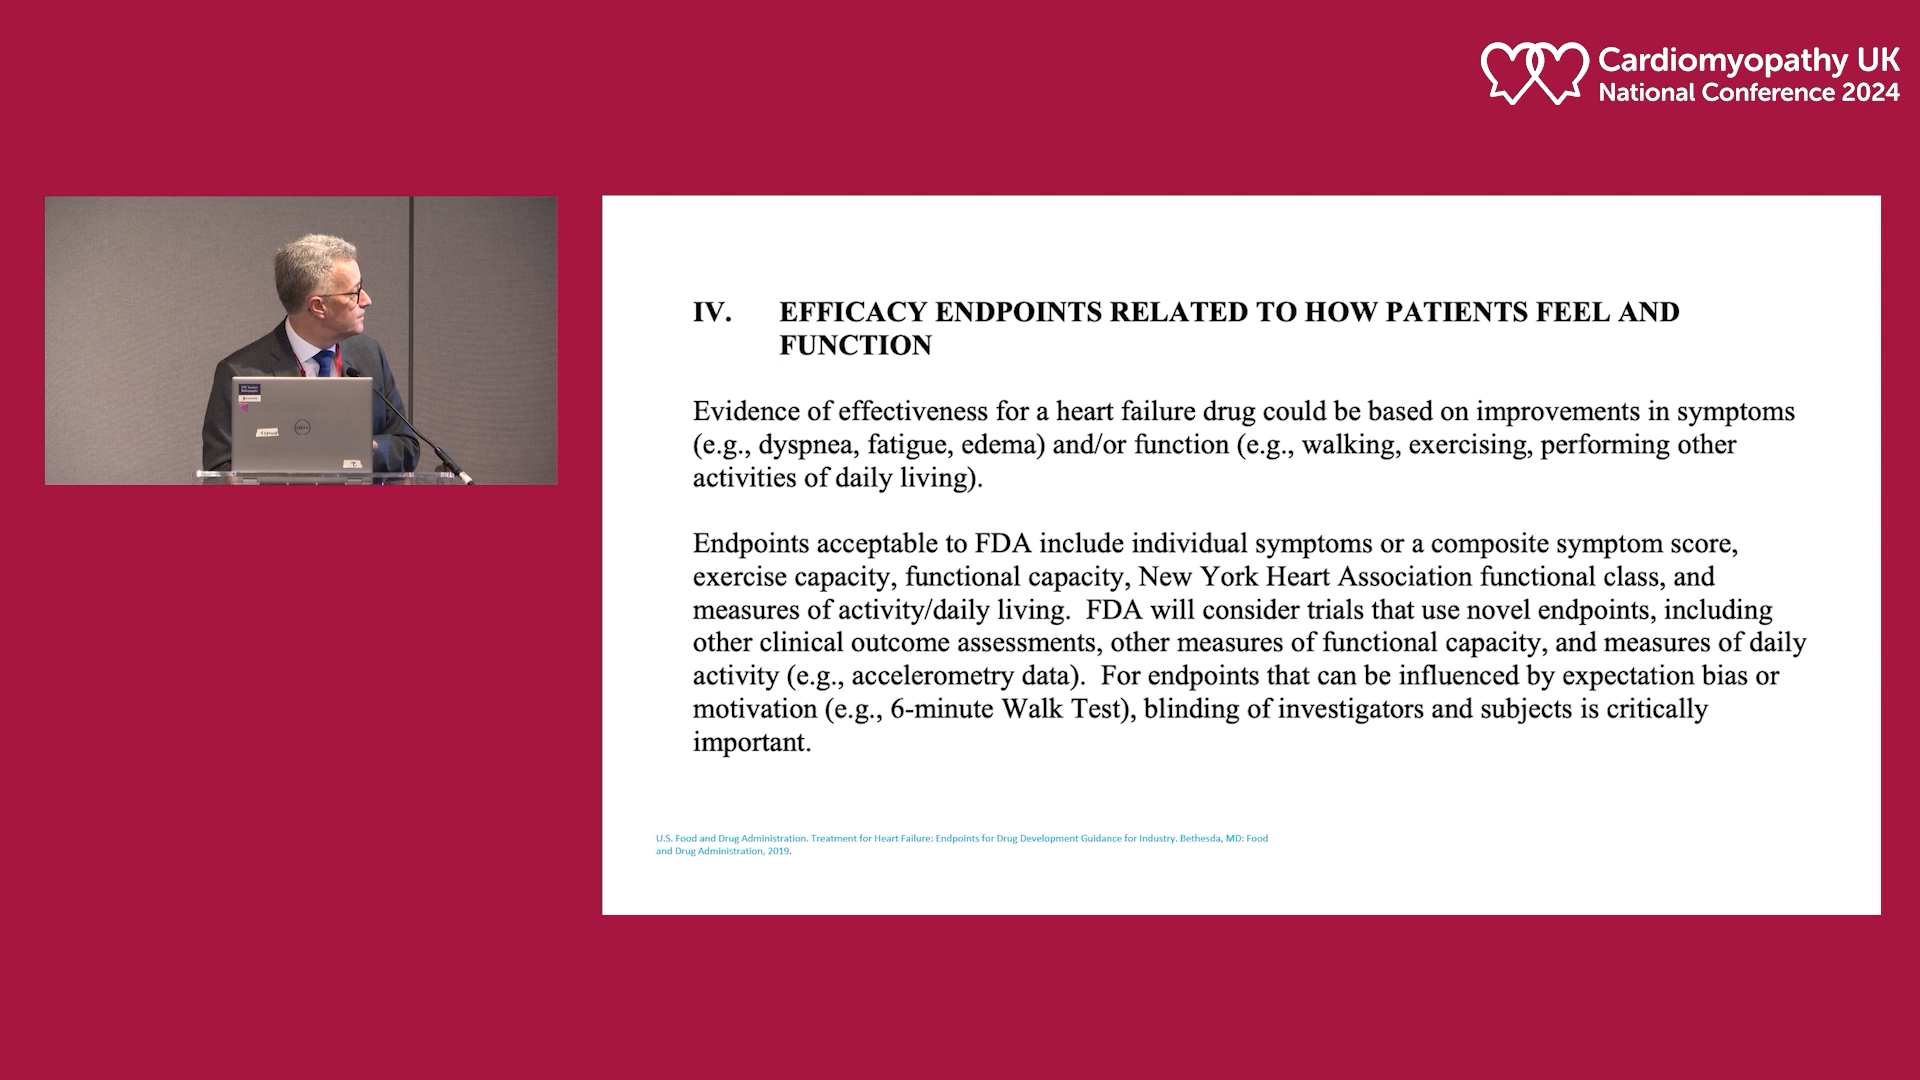 Cardiomyopathy UK
National Conference 2024
IV. EFFICACY ENDPOINTS RELATED TO HOW PATIENTS FEEL AND
FUNCTION
Evidence of effectiveness for a heart failure drug could be based on improvements in symptoms
(e.g., dyspnea, fatigue, edema) and/or function (e.g., walking, exercising, performing other
activities of daily living).
Endpoints acceptable to FDA include individual symptoms or a composite symptom score,
exercise capacity, functional capacity, New York Heart Association functional class, and
measures of activity/daily living.  FDA will consider trials that use novel endpoints, including
other clinical outcome assessments, other measures of functional capacity, and measures of daily
activity (e.g., accelerometry data).  For endpoints that can be influenced by expectation bias or
motivation (e.g., 6-minute Walk Test), blinding of investigators and subjects is critically
important.
U.S. Food and Drug Administration. Treatment for Heart Failure: Endpoints for Drug Development Guidance for Industry. Bethesda, MD: Food
and Drug Administration, 2019.